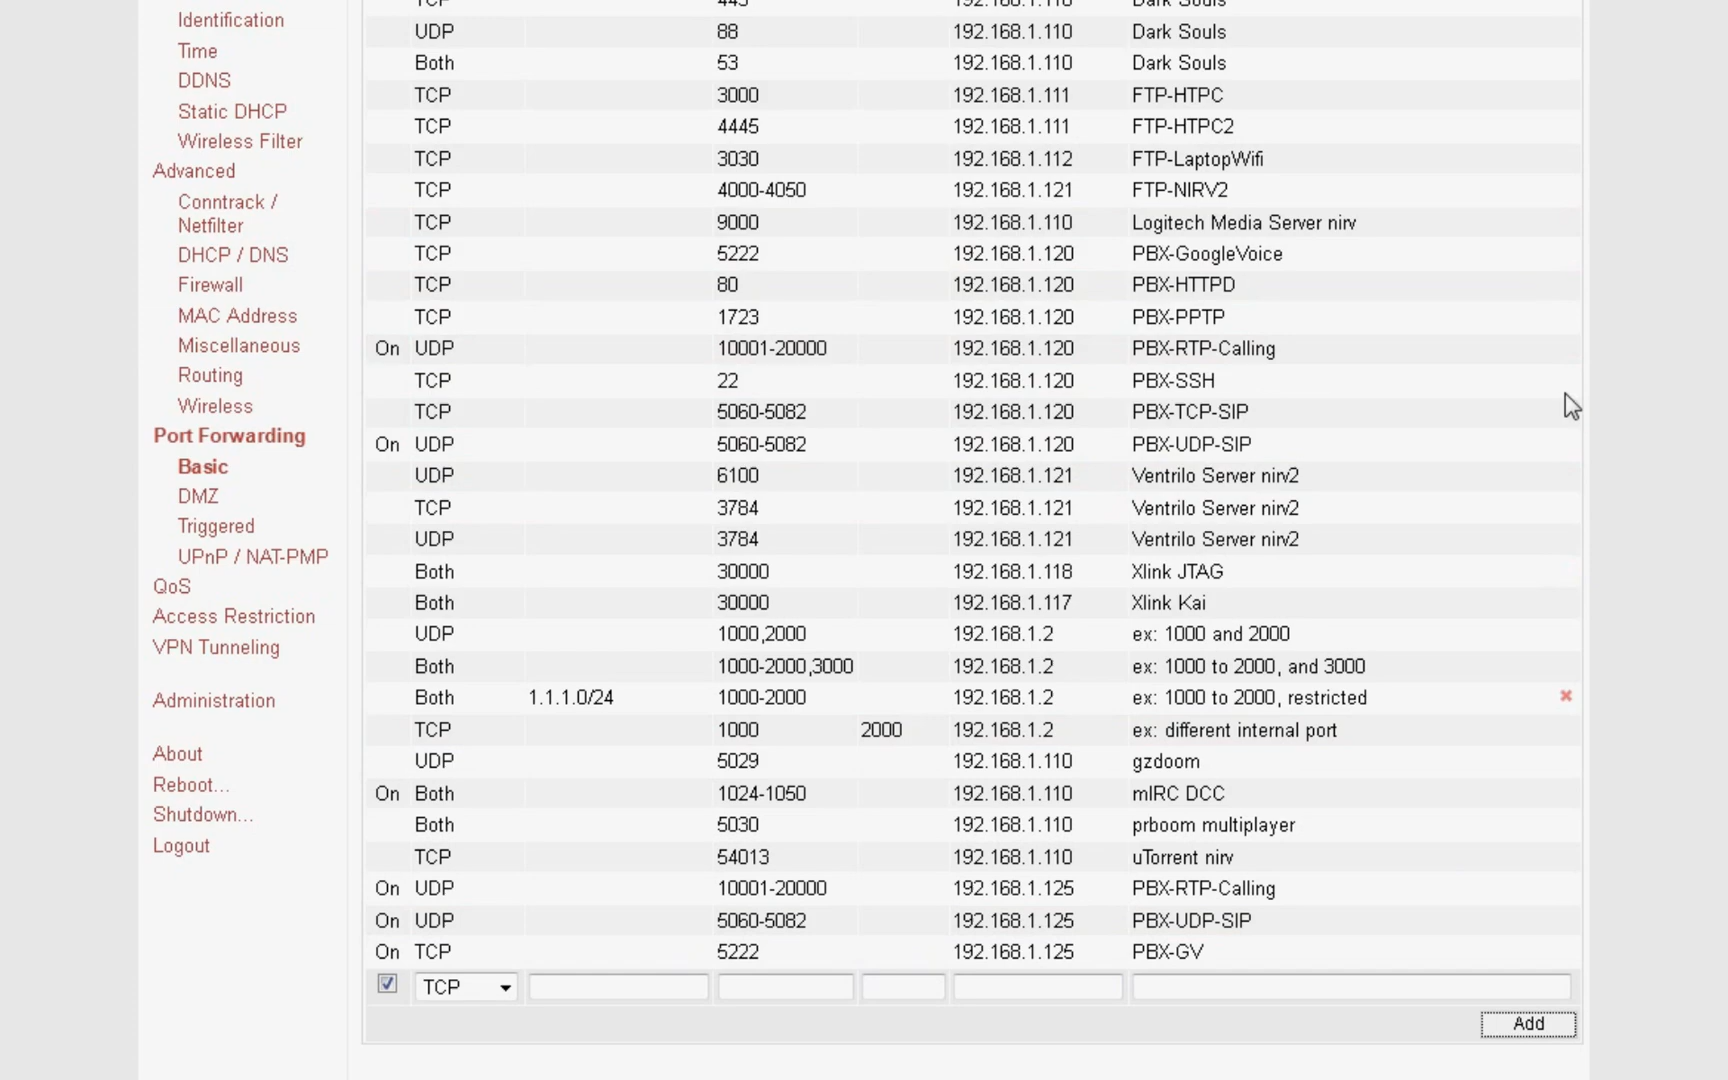 Identification
Time
DDNS
Static DHCP
Wireless Filter
Advanced
Conntrack /
Netfilter
DHCP / DNS
Firewall
MAC Address
Miscellaneous
Routing
Wireless
Port Forwarding
Basic
DMZ
Triggered
UPnP / NAT-PMP
QoS
Access Restriction
VPN Tunneling
Administration
About
Reboot...
Shutdown...
Logout
TCP 443 192.168.1.110 Dark Souls
UDP 88 192.168.1.110 Dark Souls
Both 53 192.168.1.110 Dark Souls
TCP 3000 192.168.1.111 FTP-HTPC
TCP 4445 192.168.1.111 FTP-HTPC2
TCP 3030 192.168.1.112 FTP-LaptopWifi
TCP 4000-4050 192.168.1.121 FTP-NIRV2
TCP 9000 192.168.1.110 Logitech Media Server nirv
TCP 5222 192.168.1.120 PBX-GoogleVoice
TCP 80 192.168.1.120 PBX-HTTPD
TCP 1723 192.168.1.120 PBX-PPTP
On UDP 10001-20000 192.168.1.120 PBX-RTP-Calling
TCP 22 192.168.1.120 PBX-SSH
TCP 5060-5082 192.168.1.120 PBX-TCP-SIP
On UDP 5060-5082 192.168.1.120 PBX-UDP-SIP
UDP 6100 192.168.1.121 Ventrilo Server nirv2
TCP 3784 192.168.1.121 Ventrilo Server nirv2
UDP 3784 192.168.1.121 Ventrilo Server nirv2
Both 30000 192.168.1.118 Xlink JTAG
Both 30000 192.168.1.117 Xlink Kai
UDP 1000,2000 192.168.1.2 ex: 1000 and 2000
Both 1000-2000,3000 192.168.1.2 ex: 1000 to 2000, and 3000
Both 1.1.1.0/24 1000-2000 192.168.1.2 ex: 1000 to 2000, restricted
TCP 1000 2000 192.168.1.2 ex: different internal port
UDP 5029 192.168.1.110 gzdoom
On Both 1024-1050 192.168.1.110 mIRC DCC
Both 5030 192.168.1.110 prboom multiplayer
TCP 54013 192.168.1.110 uTorrent nirv
On UDP 10001-20000 192.168.1.125 PBX-RTP-Calling
On UDP 5060-5082 192.168.1.125 PBX-UDP-SIP
On TCP 5222 192.168.1.125 PBX-GV
TCP
Add